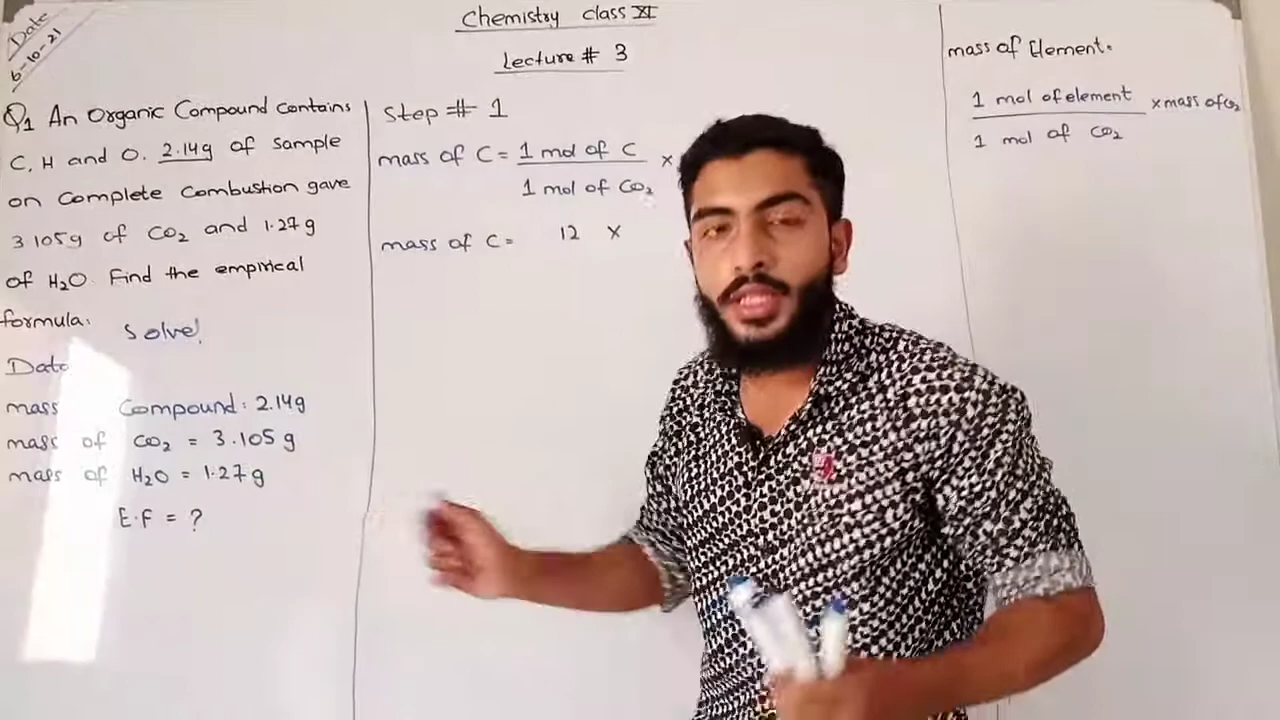 Date
6-10-21
Chemistry class XI
Lecture # 3
Q1 An Organic Compound Contains
C, H and O. 2.14g of sample
on Complete Combustion gave
3.105g of CO2 and 1.27g
of H2O. Find the empirical
formula.
Solve!
Data
mass Compound: 2.14g
mass of CO2 = 3.105 g
mass of H2O = 1.27g
E.F = ?
Step # 1
mass of C = 1 mol of C ×
1 mol of CO2
mass of C = 12 ×
mass of Element.
1 mol of element × mass of CO2
1 mol of CO2